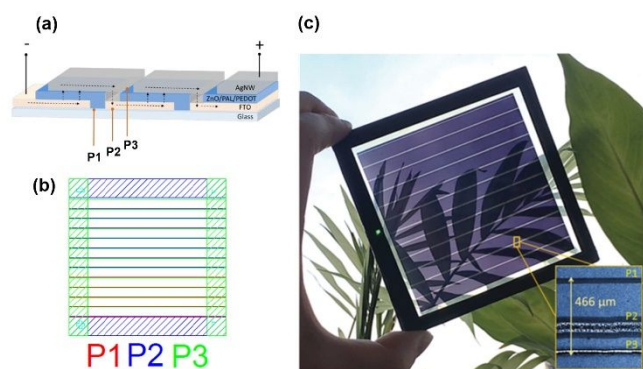 (a)
-
+
AgNW
ZnO/PAL/PEDOT
FTO
Glass
P1
P2
P3
(b)
P1 P2 P3
(c)
P1
466 µm
P2
P3